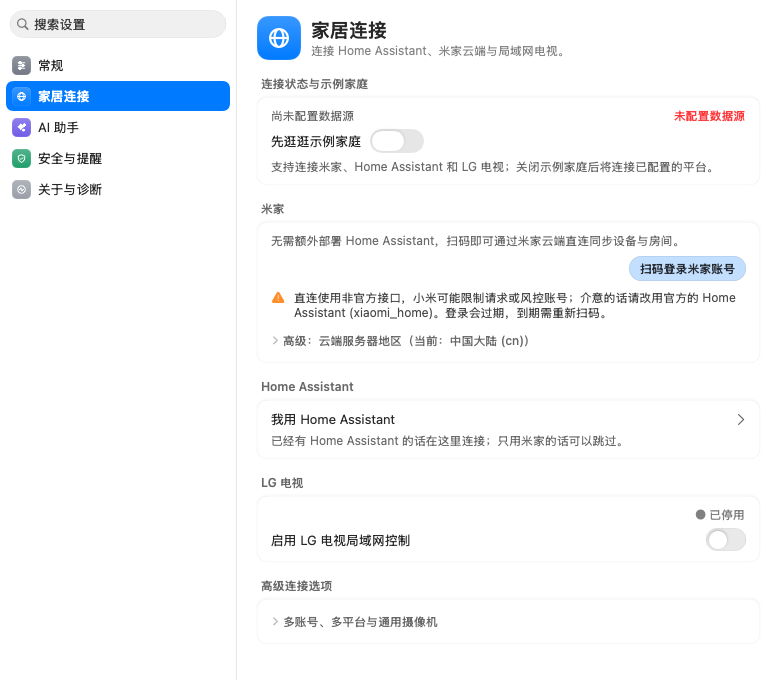 搜索设置
常规
家居连接
AI 助手
安全与提醒
关于与诊断
家居连接
连接 Home Assistant、米家云端与局域网电视。
连接状态与示例家庭
尚未配置数据源
未配置数据源
先逛逛示例家庭
支持连接米家、Home Assistant 和 LG 电视；关闭示例家庭后将连接已配置的平台。
米家
无需额外部署 Home Assistant，扫码即可通过米家云端直连同步设备与房间。
扫码登录米家账号
直连使用非官方接口，小米可能限制请求或风控账号；介意的话请改用官方的 Home
Assistant (xiaomi_home)。登录会过期，到期需重新扫码。
高级：云端服务器地区（当前：中国大陆 (cn)）
Home Assistant
我用 Home Assistant
已经有 Home Assistant 的话在这里连接；只用米家的话可以跳过。
LG 电视
已停用
启用 LG 电视局域网控制
高级连接选项
多账号、多平台与通用摄像机